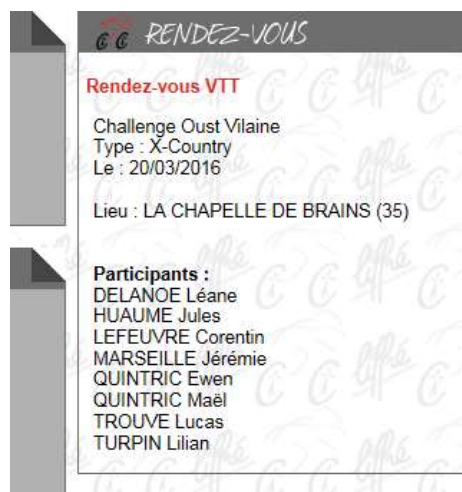 RENDEZ-VOUS
Rendez-vous VTT
Challenge Oust Vilaine
Type : X-Country
Le : 20/03/2016
Lieu : LA CHAPELLE DE BRAINS (35)
Participants :
DELANOE Léane
HUAUME Jules
LEFEUVRE Corentin
MARSEILLE Jérémie
QUINTRIC Ewen
QUINTRIC Maël
TROUVE Lucas
TURPIN Lilian